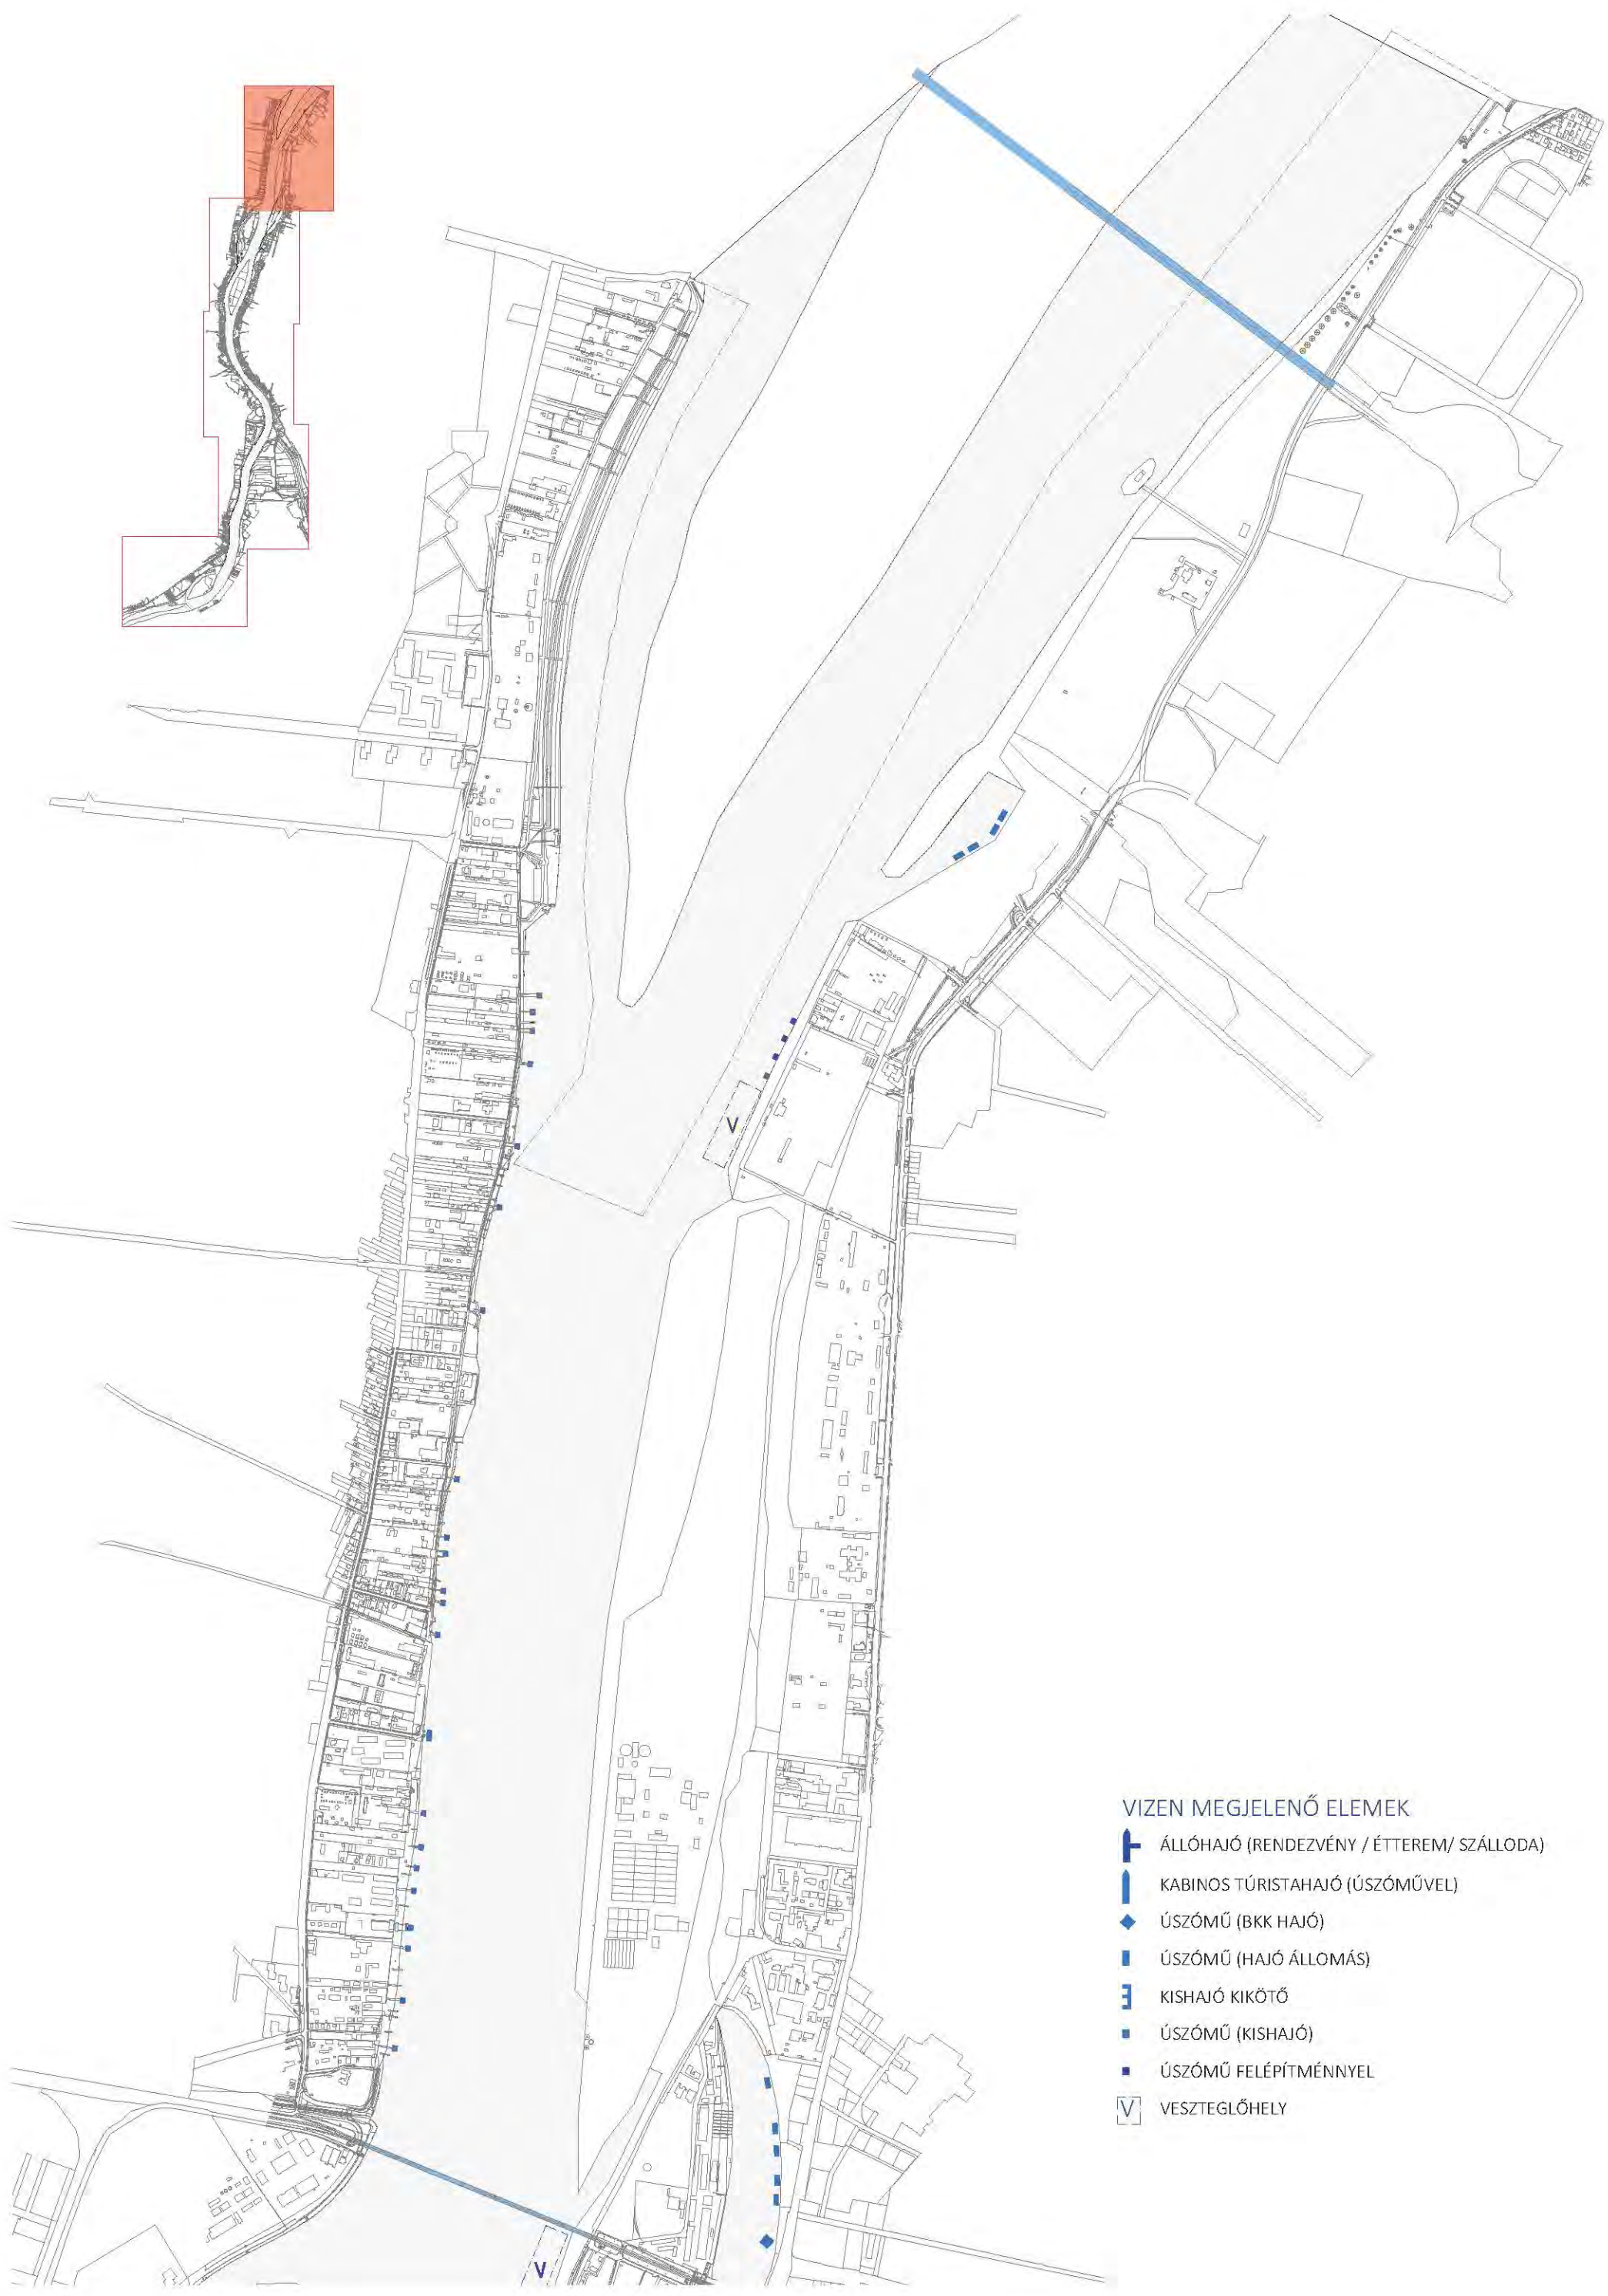 V
VIZEN MEGJELENŐ ELEMEK
ÁLLÓHAJÓ (RENDEZVÉNY / ÉTTEREM/ SZÁLLODA)
KABINOS TÚRISTAHAJÓ (ÚSZÓMŰVEL)
ÚSZÓMŰ (BKK HAJÓ)
ÚSZÓMŰ (HAJÓ ÁLLOMÁS)
KISHAJÓ KIKÖTŐ
ÚSZÓMŰ (KISHAJÓ)
ÚSZÓMŰ FELÉPÍTMÉNNYEL
V VESZTEGLŐHELY
V